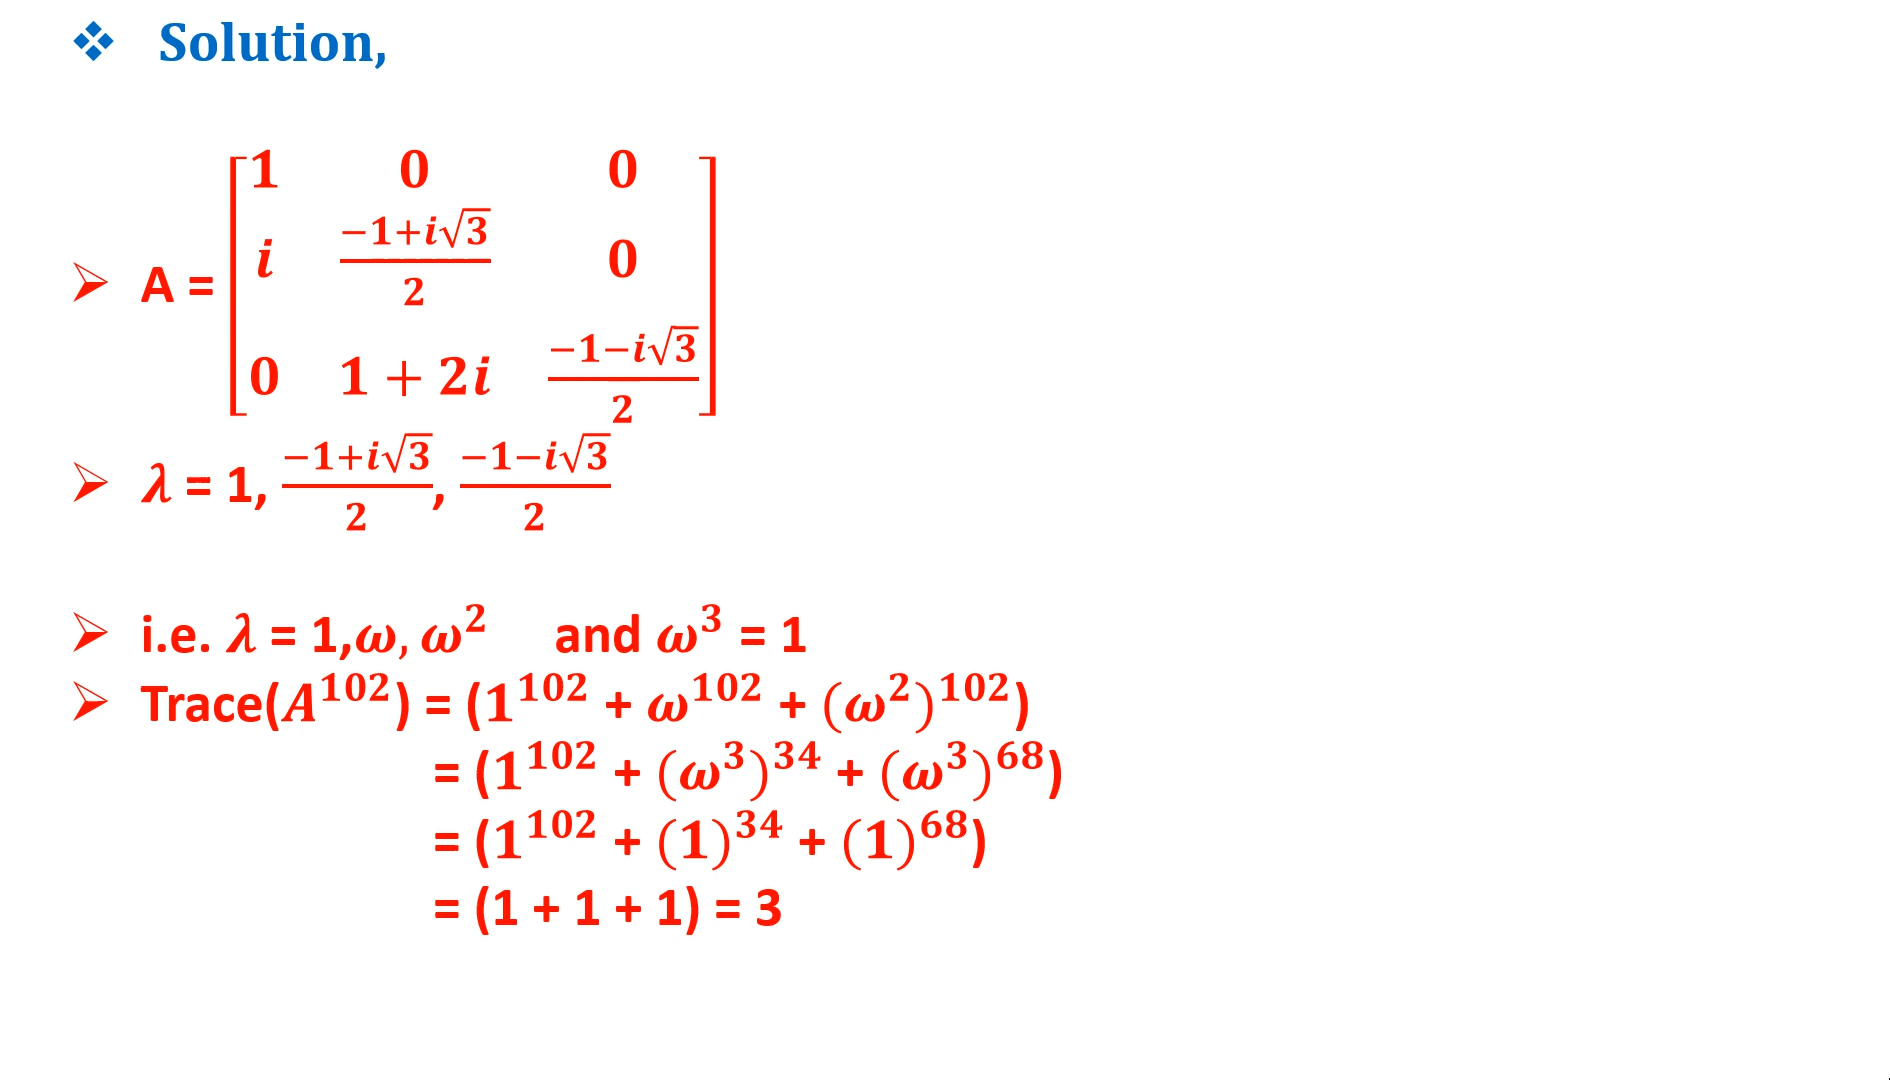 ❖ Solution,
1 0 0
➢ A = i (−1+i√3)/2 0
0 1 + 2i (−1−i√3)/2
➢ λ = 1, (−1+i√3)/2, (−1−i√3)/2
➢ i.e. λ = 1,ω, ω² and ω³ = 1
➢ Trace(A¹⁰²) = (1¹⁰² + ω¹⁰² + (ω²)¹⁰²)
= (1¹⁰² + (ω³)³⁴ + (ω³)⁶⁸)
= (1¹⁰² + (1)³⁴ + (1)⁶⁸)
= (1 + 1 + 1) = 3